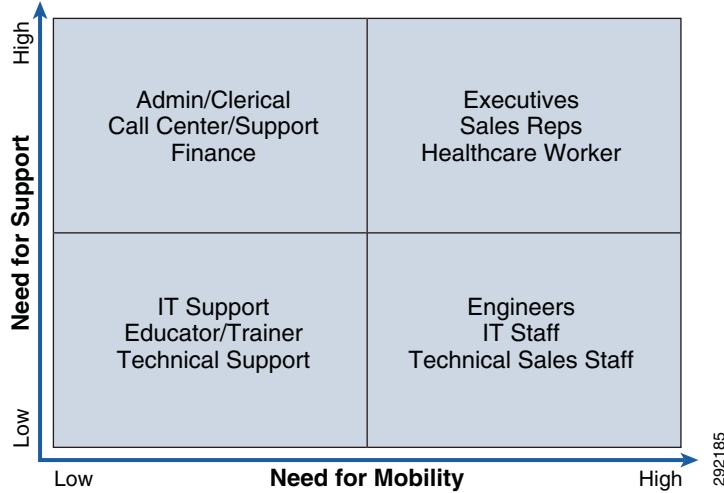 High
Need for Support
Low
Admin/Clerical
Call Center/Support
Finance
Executives
Sales Reps
Healthcare Worker
IT Support
Educator/Trainer
Technical Support
Engineers
IT Staff
Technical Sales Staff
Low
Need for Mobility
High
292185